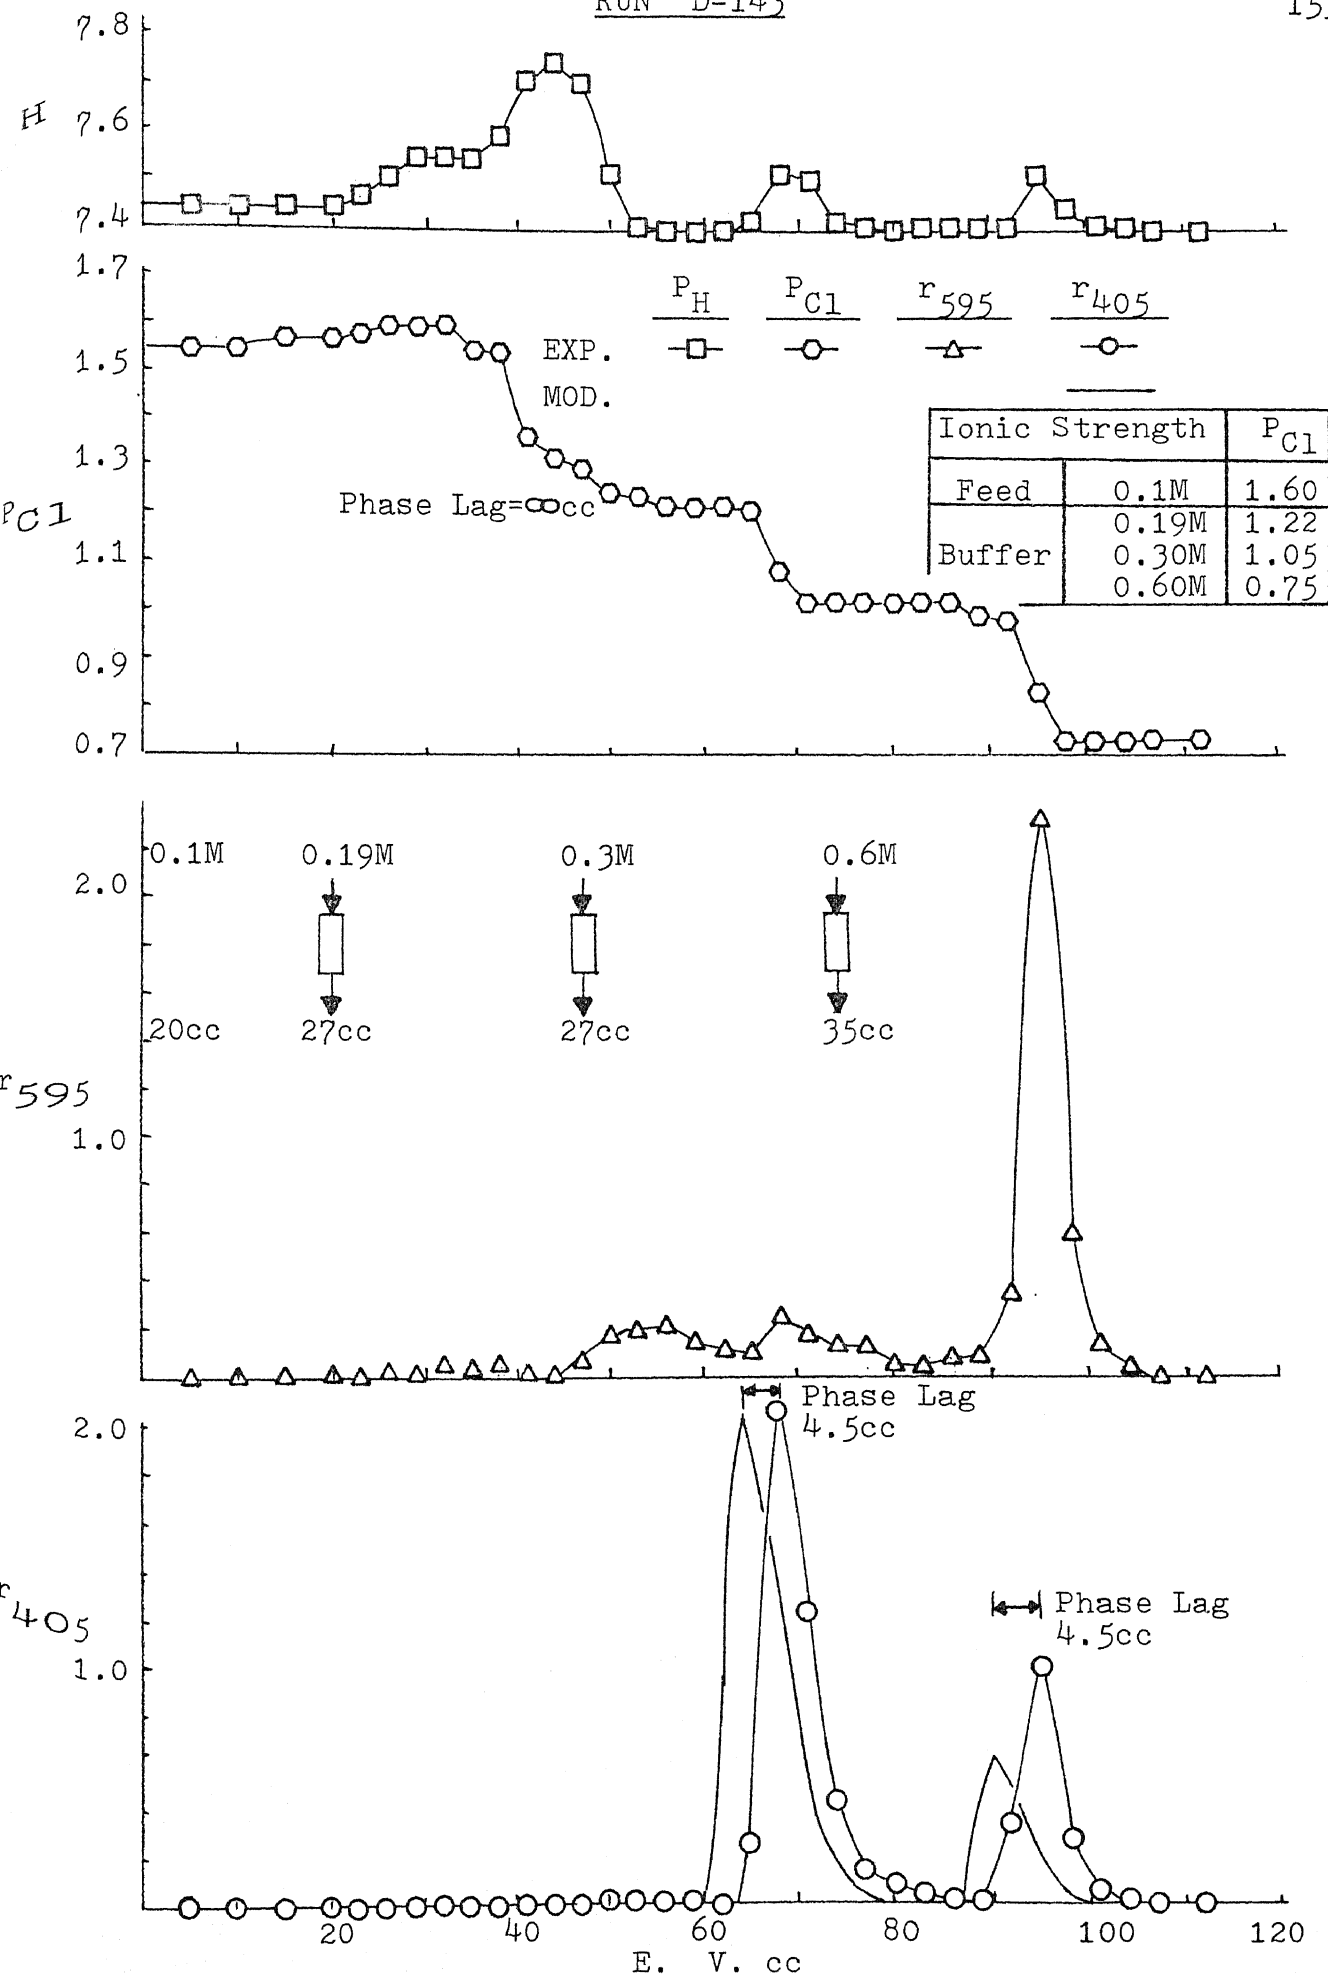 RUN D-145
7.8
H 7.6
7.4
1.7
P_H P_Cl r_595 r_405
EXP.
1.5
MOD.
Ionic Strength P_Cl
1.3
Feed 0.1M 1.60
Phase Lag=∞cc
P_Cl
0.19M 1.22
1.1
Buffer 0.30M 1.05
0.60M 0.75
0.9
0.7
0.1M 0.19M 0.3M 0.6M
2.0
20cc 27cc 27cc 35cc
r_595
1.0
Phase Lag
4.5cc
2.0
Phase Lag
4.5cc
r_405
1.0
20 40 60 80 100 120
E. V. cc